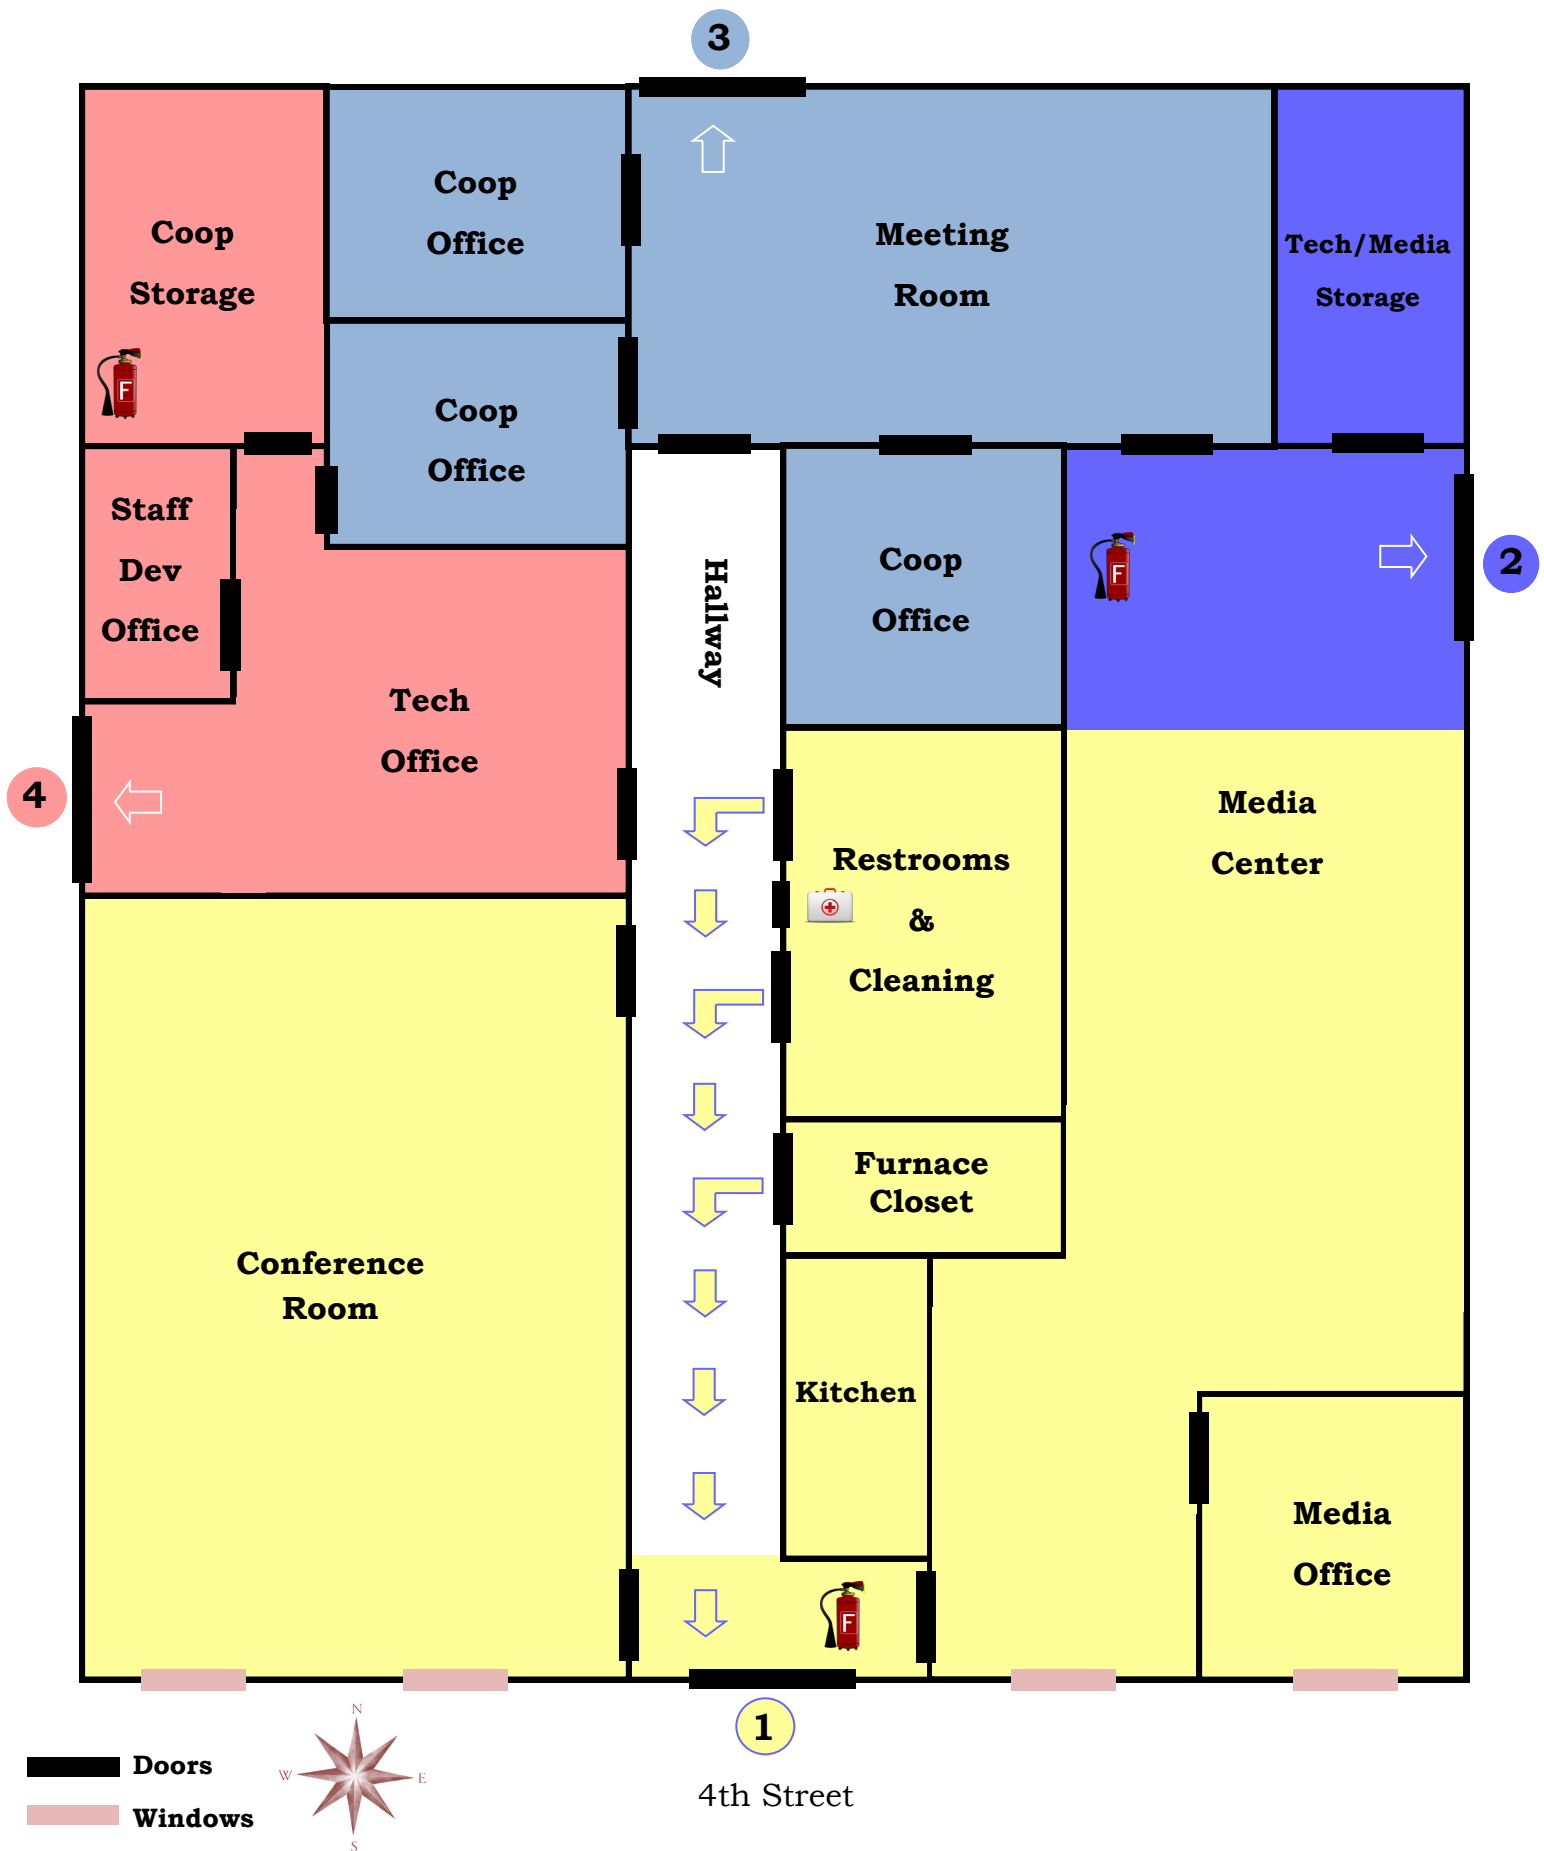 3
Coop
Storage
Coop
Office
Meeting
Room
Tech/Media
Storage
F
Coop
Office
Staff
Dev
Office
Hallway
Coop
Office
F
2
Tech
Office
4
Restrooms
&
Cleaning
Media
Center
Furnace
Closet
Conference
Room
Kitchen
Media
Office
F
1
4th Street
Doors
Windows
N
W
E
S